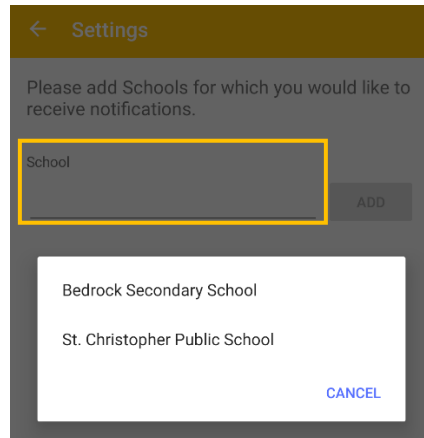 Settings
Please add Schools for which you would like to
receive notifications.
School
ADD
Bedrock Secondary School
St. Christopher Public School
CANCEL